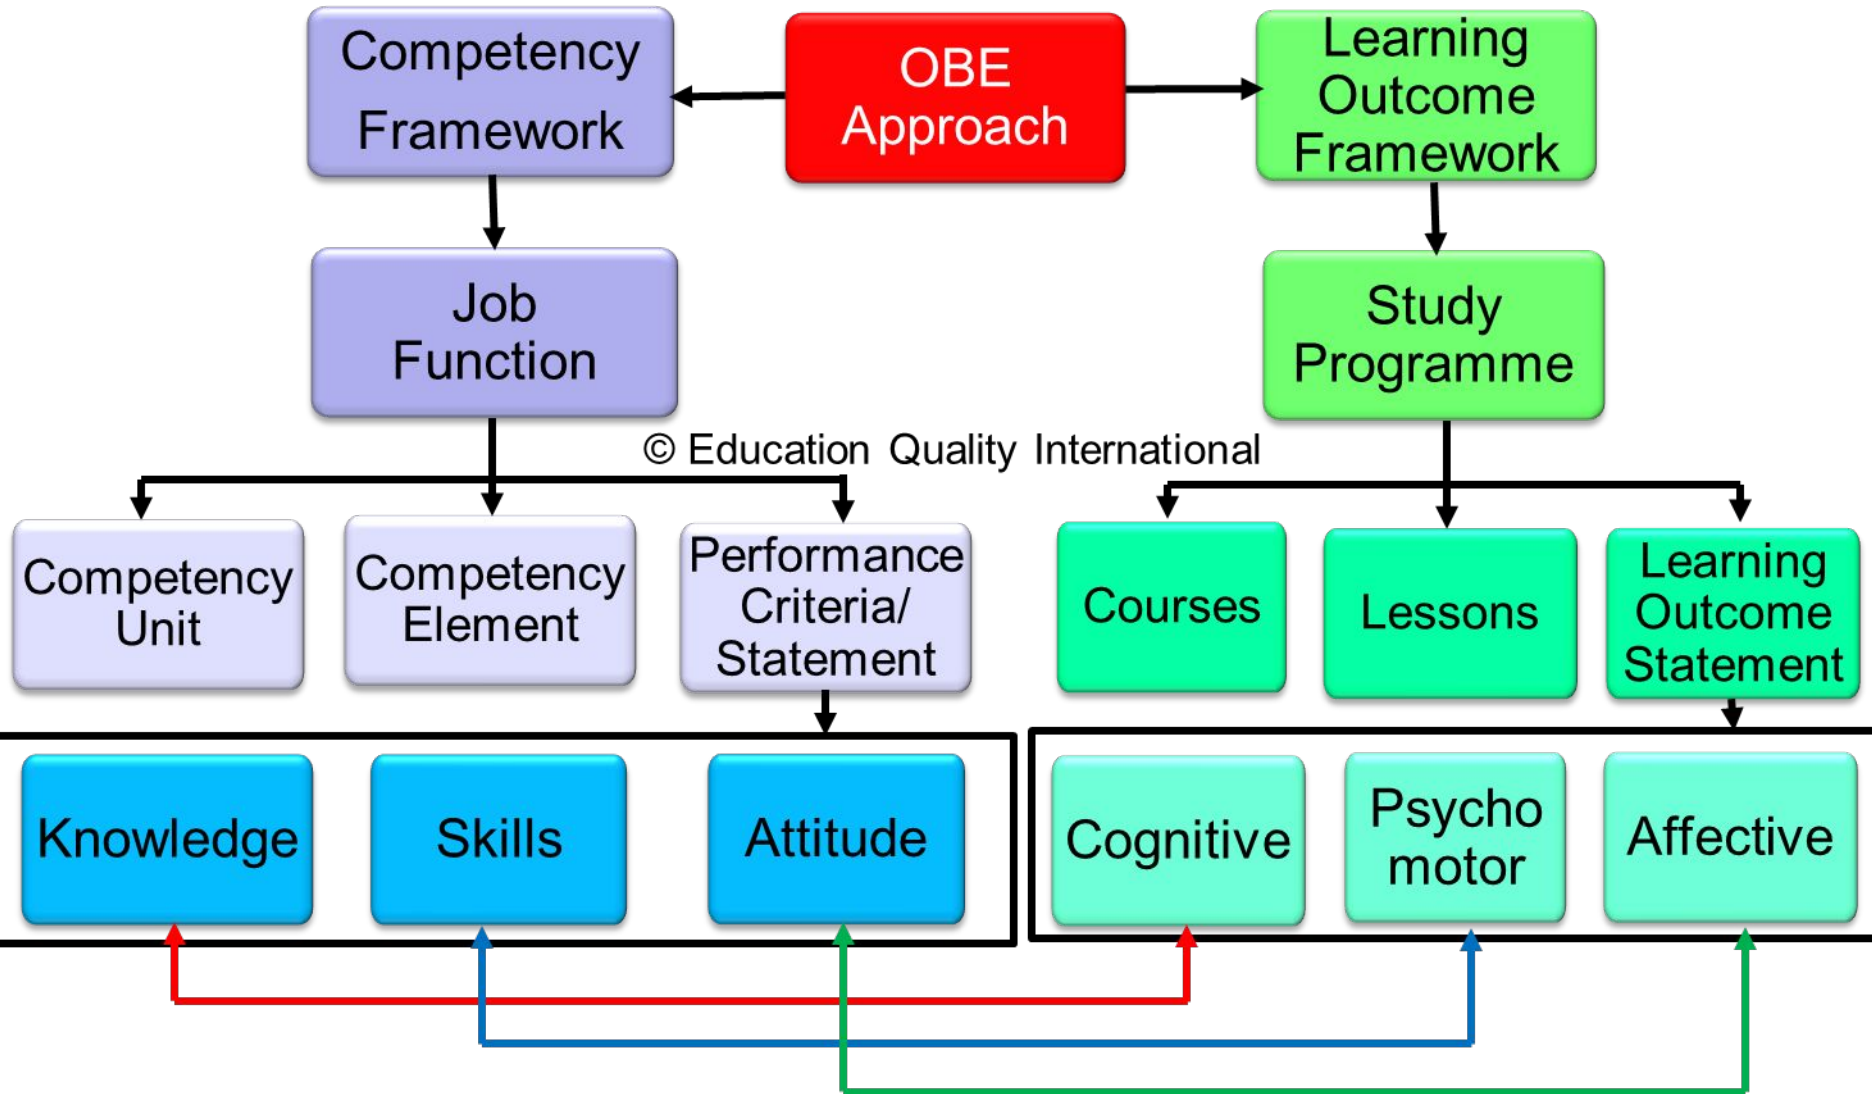 Competency
Framework
OBE
Approach
Learning
Outcome
Framework
Job
Function
Study
Programme
© Education Quality International
Competency
Unit
Competency
Element
Performance
Criteria/
Statement
Courses
Lessons
Learning
Outcome
Statement
Knowledge
Skills
Attitude
Cognitive
Psycho
motor
Affective